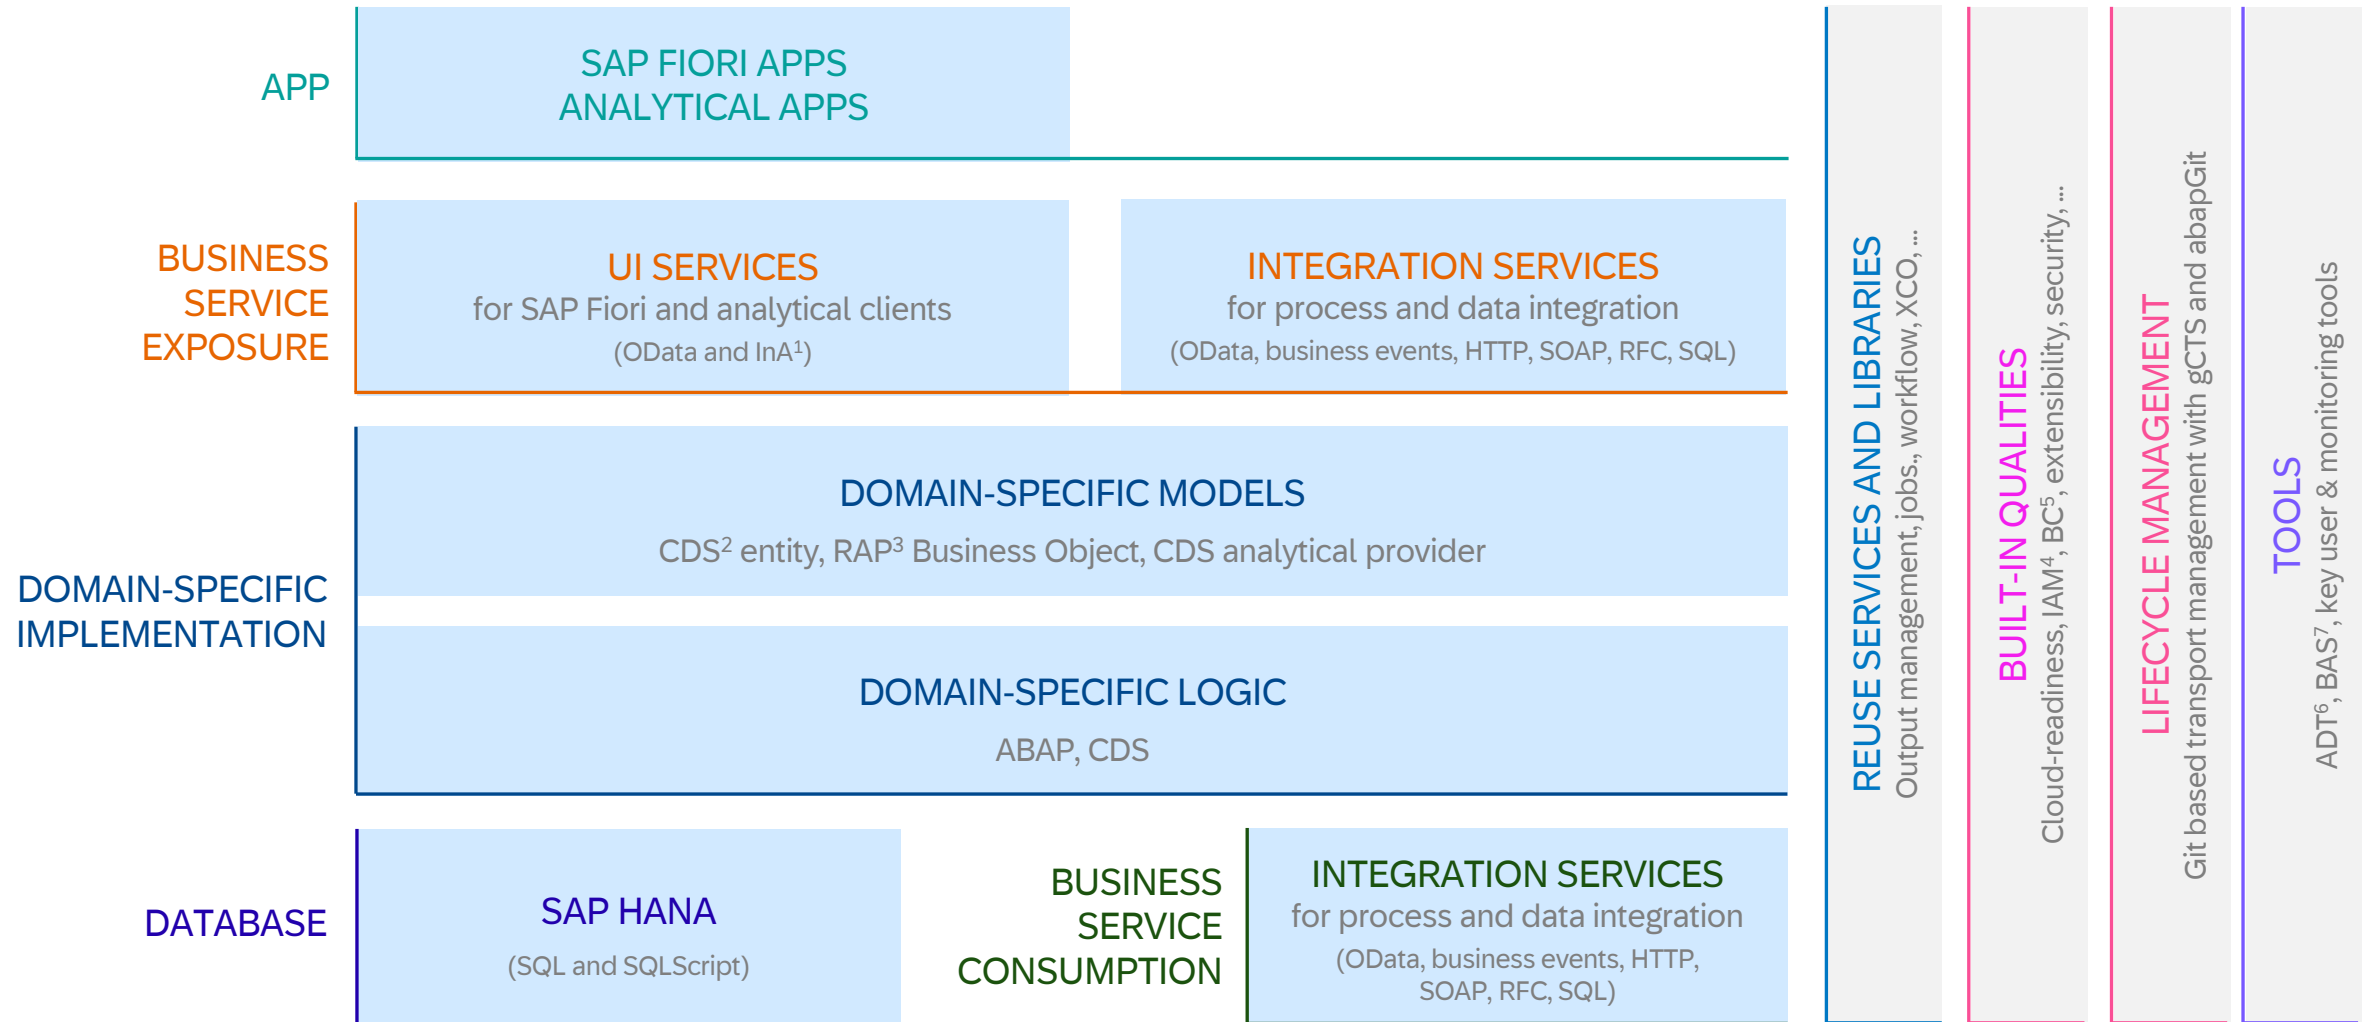 APP
SAP FIORI APPS
ANALYTICAL APPS
BUSINESS
SERVICE
EXPOSURE
UI SERVICES
for SAP Fiori and analytical clients
(OData and InA¹)
INTEGRATION SERVICES
for process and data integration
(OData, business events, HTTP, SOAP, RFC, SQL)
DOMAIN-SPECIFIC
IMPLEMENTATION
DOMAIN-SPECIFIC MODELS
CDS² entity, RAP³ Business Object, CDS analytical provider
DOMAIN-SPECIFIC LOGIC
ABAP, CDS
DATABASE
SAP HANA
(SQL and SQLScript)
BUSINESS
SERVICE
CONSUMPTION
INTEGRATION SERVICES
for process and data integration
(OData, business events, HTTP,
SOAP, RFC, SQL)
REUSE SERVICES AND LIBRARIES
Output management, jobs., workflow, XCO, ...
BUILT-IN QUALITIES
Cloud-readiness, IAM⁴, BC⁵, extensibility, security, ...
LIFECYCLE MANAGEMENT
Git based transport management with gCTS and abapGit
TOOLS
ADT⁶, BAS⁷, key user & monitoring tools